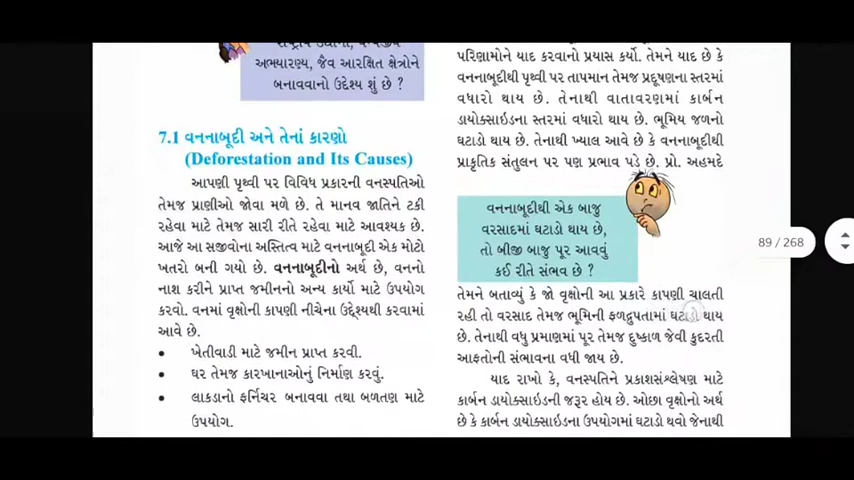 અભયારણ્ય, જૈવ આરક્ષિત ક્ષેત્રોને
બનાવવાનો ઉદ્દેશ્ય શું છે ?
7.1 વનનાબૂદી અને તેનાં કારણો
(Deforestation and Its Causes)
આપણી પૃથ્વી પર વિવિધ પ્રકારની વનસ્પતિઓ
તેમજ પ્રાણીઓ જોવા મળે છે. તે માનવ જાતિને ટકી
રહેવા માટે તેમજ સારી રીતે રહેવા માટે આવશ્યક છે.
આજે આ સજીવોના અસ્તિત્વ માટે વનનાબૂદી એક મોટો
ખતરો બની ગયો છે. વનનાબૂદીનો અર્થ છે, વનનો
નાશ કરીને પ્રાપ્ત જમીનનો અન્ય કાર્યો માટે ઉપયોગ
કરવો. વનમાં વૃક્ષોની કાપણી નીચેના ઉદ્દેશ્યથી કરવામાં
આવે છે.
• ખેતીવાડી માટે જમીન પ્રાપ્ત કરવી.
• ઘર તેમજ કારખાનાઓનું નિર્માણ કરવું.
• લાકડાનો ફર્નિચર બનાવવા તથા બળતણ માટે
ઉપયોગ.
પરિણામોને યાદ કરવાનો પ્રયાસ કર્યો. તેમને યાદ છે કે
વનનાબૂદીથી પૃથ્વી પર તાપમાન તેમજ પ્રદૂષણના સ્તરમાં
વધારો થાય છે. તેનાથી વાતાવરણમાં કાર્બન
ડાયોક્સાઇડના સ્તરમાં વધારો થાય છે. ભૂમિય જળનો
ઘટાડો થાય છે. તેનાથી ખ્યાલ આવે છે કે વનનાબૂદીથી
પ્રાકૃતિક સંતુલન પર પણ પ્રભાવ પડે છે. પ્રો. અહમદે
વનનાબૂદીથી એક બાજુ
વરસાદમાં ઘટાડો થાય છે,
તો બીજી બાજુ પૂર આવવું
કઈ રીતે સંભવ છે ?
તેમને બતાવ્યું કે જો વૃક્ષોની આ પ્રકારે કાપણી ચાલતી
રહી તો વરસાદ તેમજ ભૂમિની ફળદ્રુપતામાં ઘટાડો થાય
છે. તેનાથી વધુ પ્રમાણમાં પૂર તેમજ દુષ્કાળ જેવી કુદરતી
આફતોની સંભાવના વધી જાય છે.
યાદ રાખો કે, વનસ્પતિને પ્રકાશસંશ્લેષણ માટે
કાર્બન ડાયોક્સાઇડની જરૂર હોય છે. ઓછા વૃક્ષોનો અર્થ
છે કે કાર્બન ડાયોક્સાઇડના ઉપયોગમાં ઘટાડો થવો જેનાથી
89 / 268